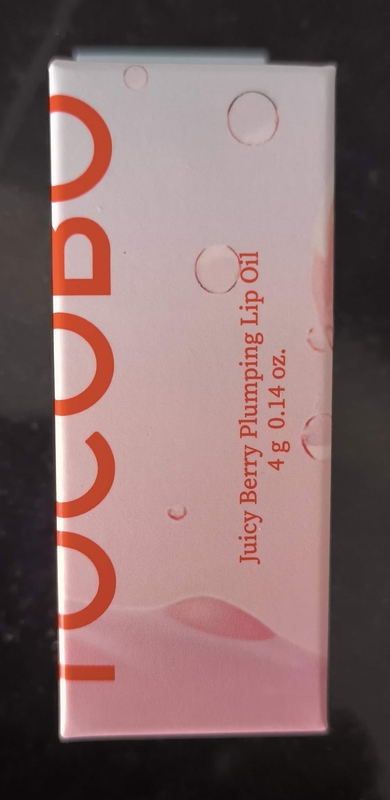 TOCOBO
Juicy Berry Plumping Lip Oil
4 g 0.14 oz.